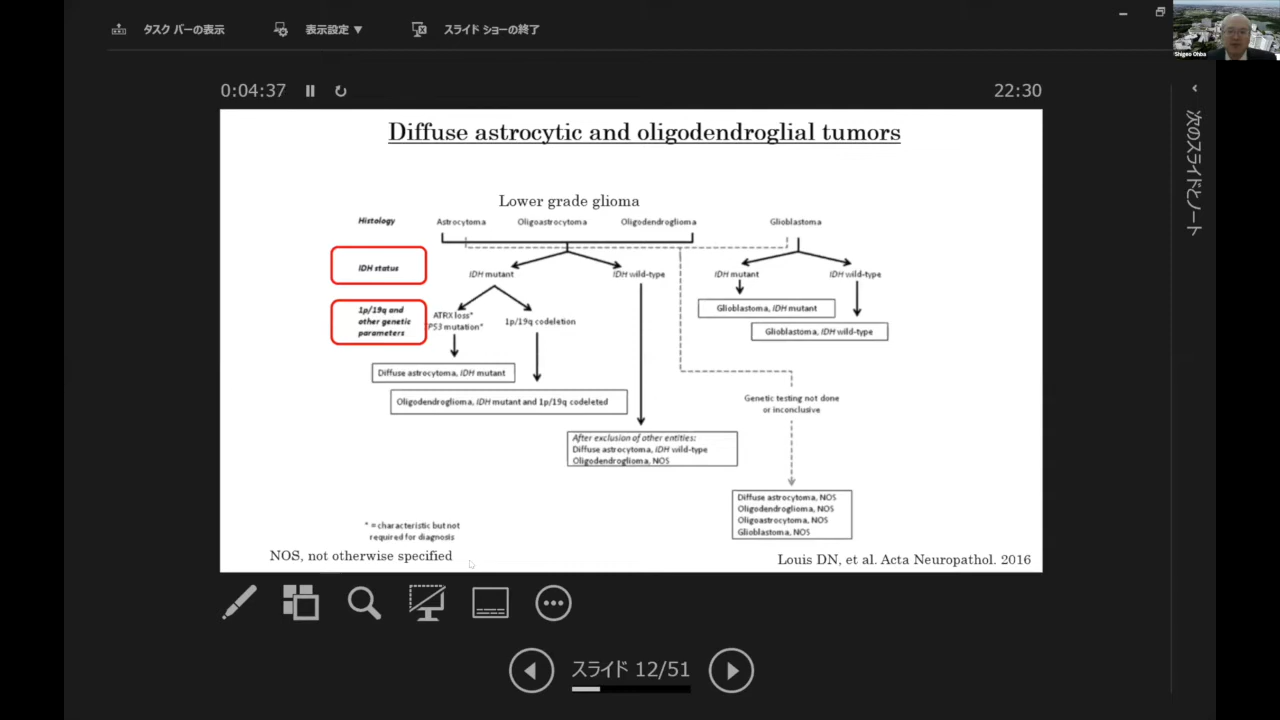 タスク バーの表示
表示設定 ▼
スライド ショーの終了
Shigeo Ohba
0:04:37
22:30
次のスライドとノート
Diffuse astrocytic and oligodendroglial tumors
Lower grade glioma
Histology
Astrocytoma
Oligoastrocytoma
Oligodendroglioma
Glioblastoma
IDH status
IDH mutant
IDH wild-type
IDH mutant
IDH wild-type
1p/19q and
other genetic
parameters
ATRX loss*
P53 mutation*
1p/19q codeletion
Glioblastoma, IDH mutant
Glioblastoma, IDH wild-type
Diffuse astrocytoma, IDH mutant
Oligodendroglioma, IDH mutant and 1p/19q codeleted
Genetic testing not done
or inconclusive
After exclusion of other entities:
Diffuse astrocytoma, IDH wild-type
Oligodendroglioma, NOS
Diffuse astrocytoma, NOS
Oligodendroglioma, NOS
Oligoastrocytoma, NOS
Glioblastoma, NOS
* = characteristic but not
required for diagnosis
NOS, not otherwise specified
Louis DN, et al. Acta Neuropathol. 2016
スライド 12/51